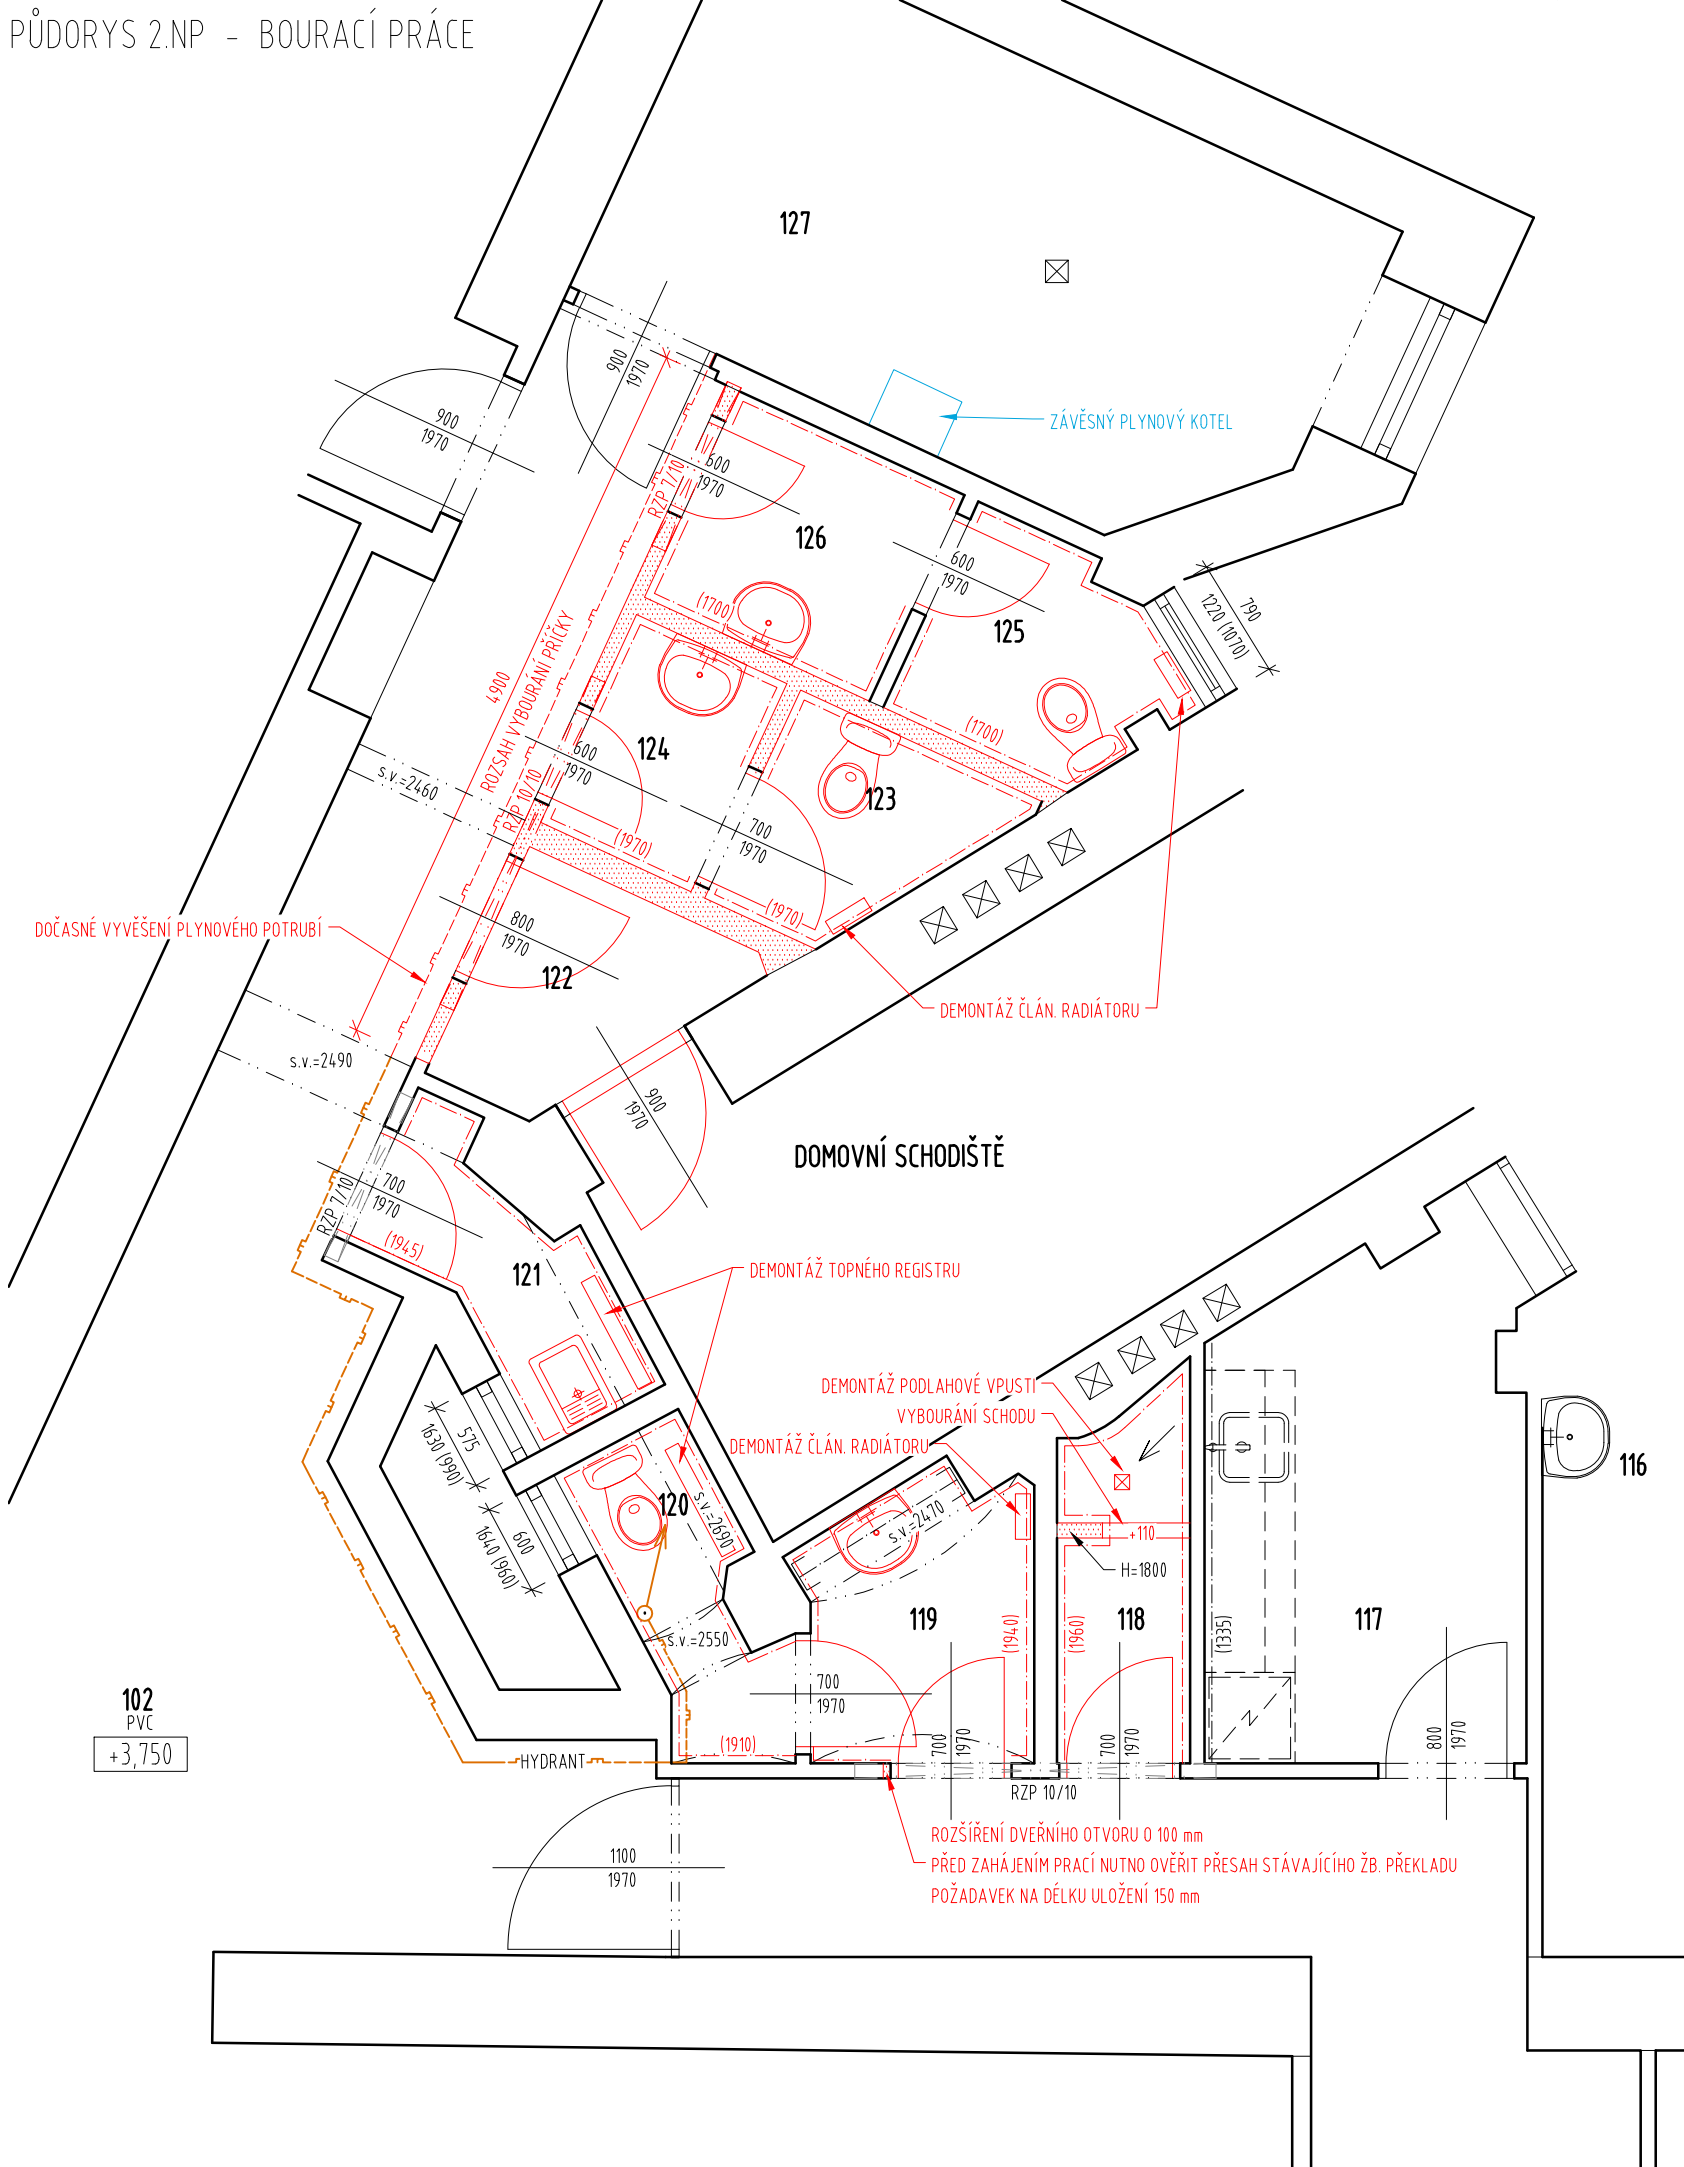 PŮDORYS 2.NP - BOURACÍ PRÁCE
127
900
1970
900
1970
ZÁVĚSNÝ PLYNOVÝ KOTEL
RZP 7/10
600
1970
126
600
1970
(1700)
125
790
1220 (1070)
4900
ROZSAH VYBOURÁNÍ PŘÍČKY
124
(1700)
600
1970
s.v.=2460
RZP 10/10
123
(1970)
700
1970
(1970)
DOČASNÉ VYVĚŠENÍ PLYNOVÉHO POTRUBÍ
800
1970
122
DEMONTÁŽ ČLÁN. RADIÁTORU
s.v.=2490
900
1970
DOMOVNÍ SCHODIŠTĚ
RZP 7/10
700
1970
(1945)
121
DEMONTÁŽ TOPNÉHO REGISTRU
DEMONTÁŽ PODLAHOVÉ VPUSTI
VYBOURÁNÍ SCHODU
DEMONTÁŽ ČLÁN. RADIÁTORU
575
1630 (990)
116
120
s.v.=2690
s.v.=2470
+110
600
1640 (960)
H=1800
119
118
117
(1940)
(1960)
(1335)
s.v.=2550
700
1970
102
PVC
+3,750
(1910)
700
1970
700
1970
800
1970
HYDRANT
RZP 10/10
ROZŠÍŘENÍ DVEŘNÍHO OTVORU O 100 mm
1100
1970
PŘED ZAHÁJENÍM PRACÍ NUTNO OVĚŘIT PŘESAH STÁVAJÍCÍHO ŽB. PŘEKLADU
POŽADAVEK NA DÉLKU ULOŽENÍ 150 mm